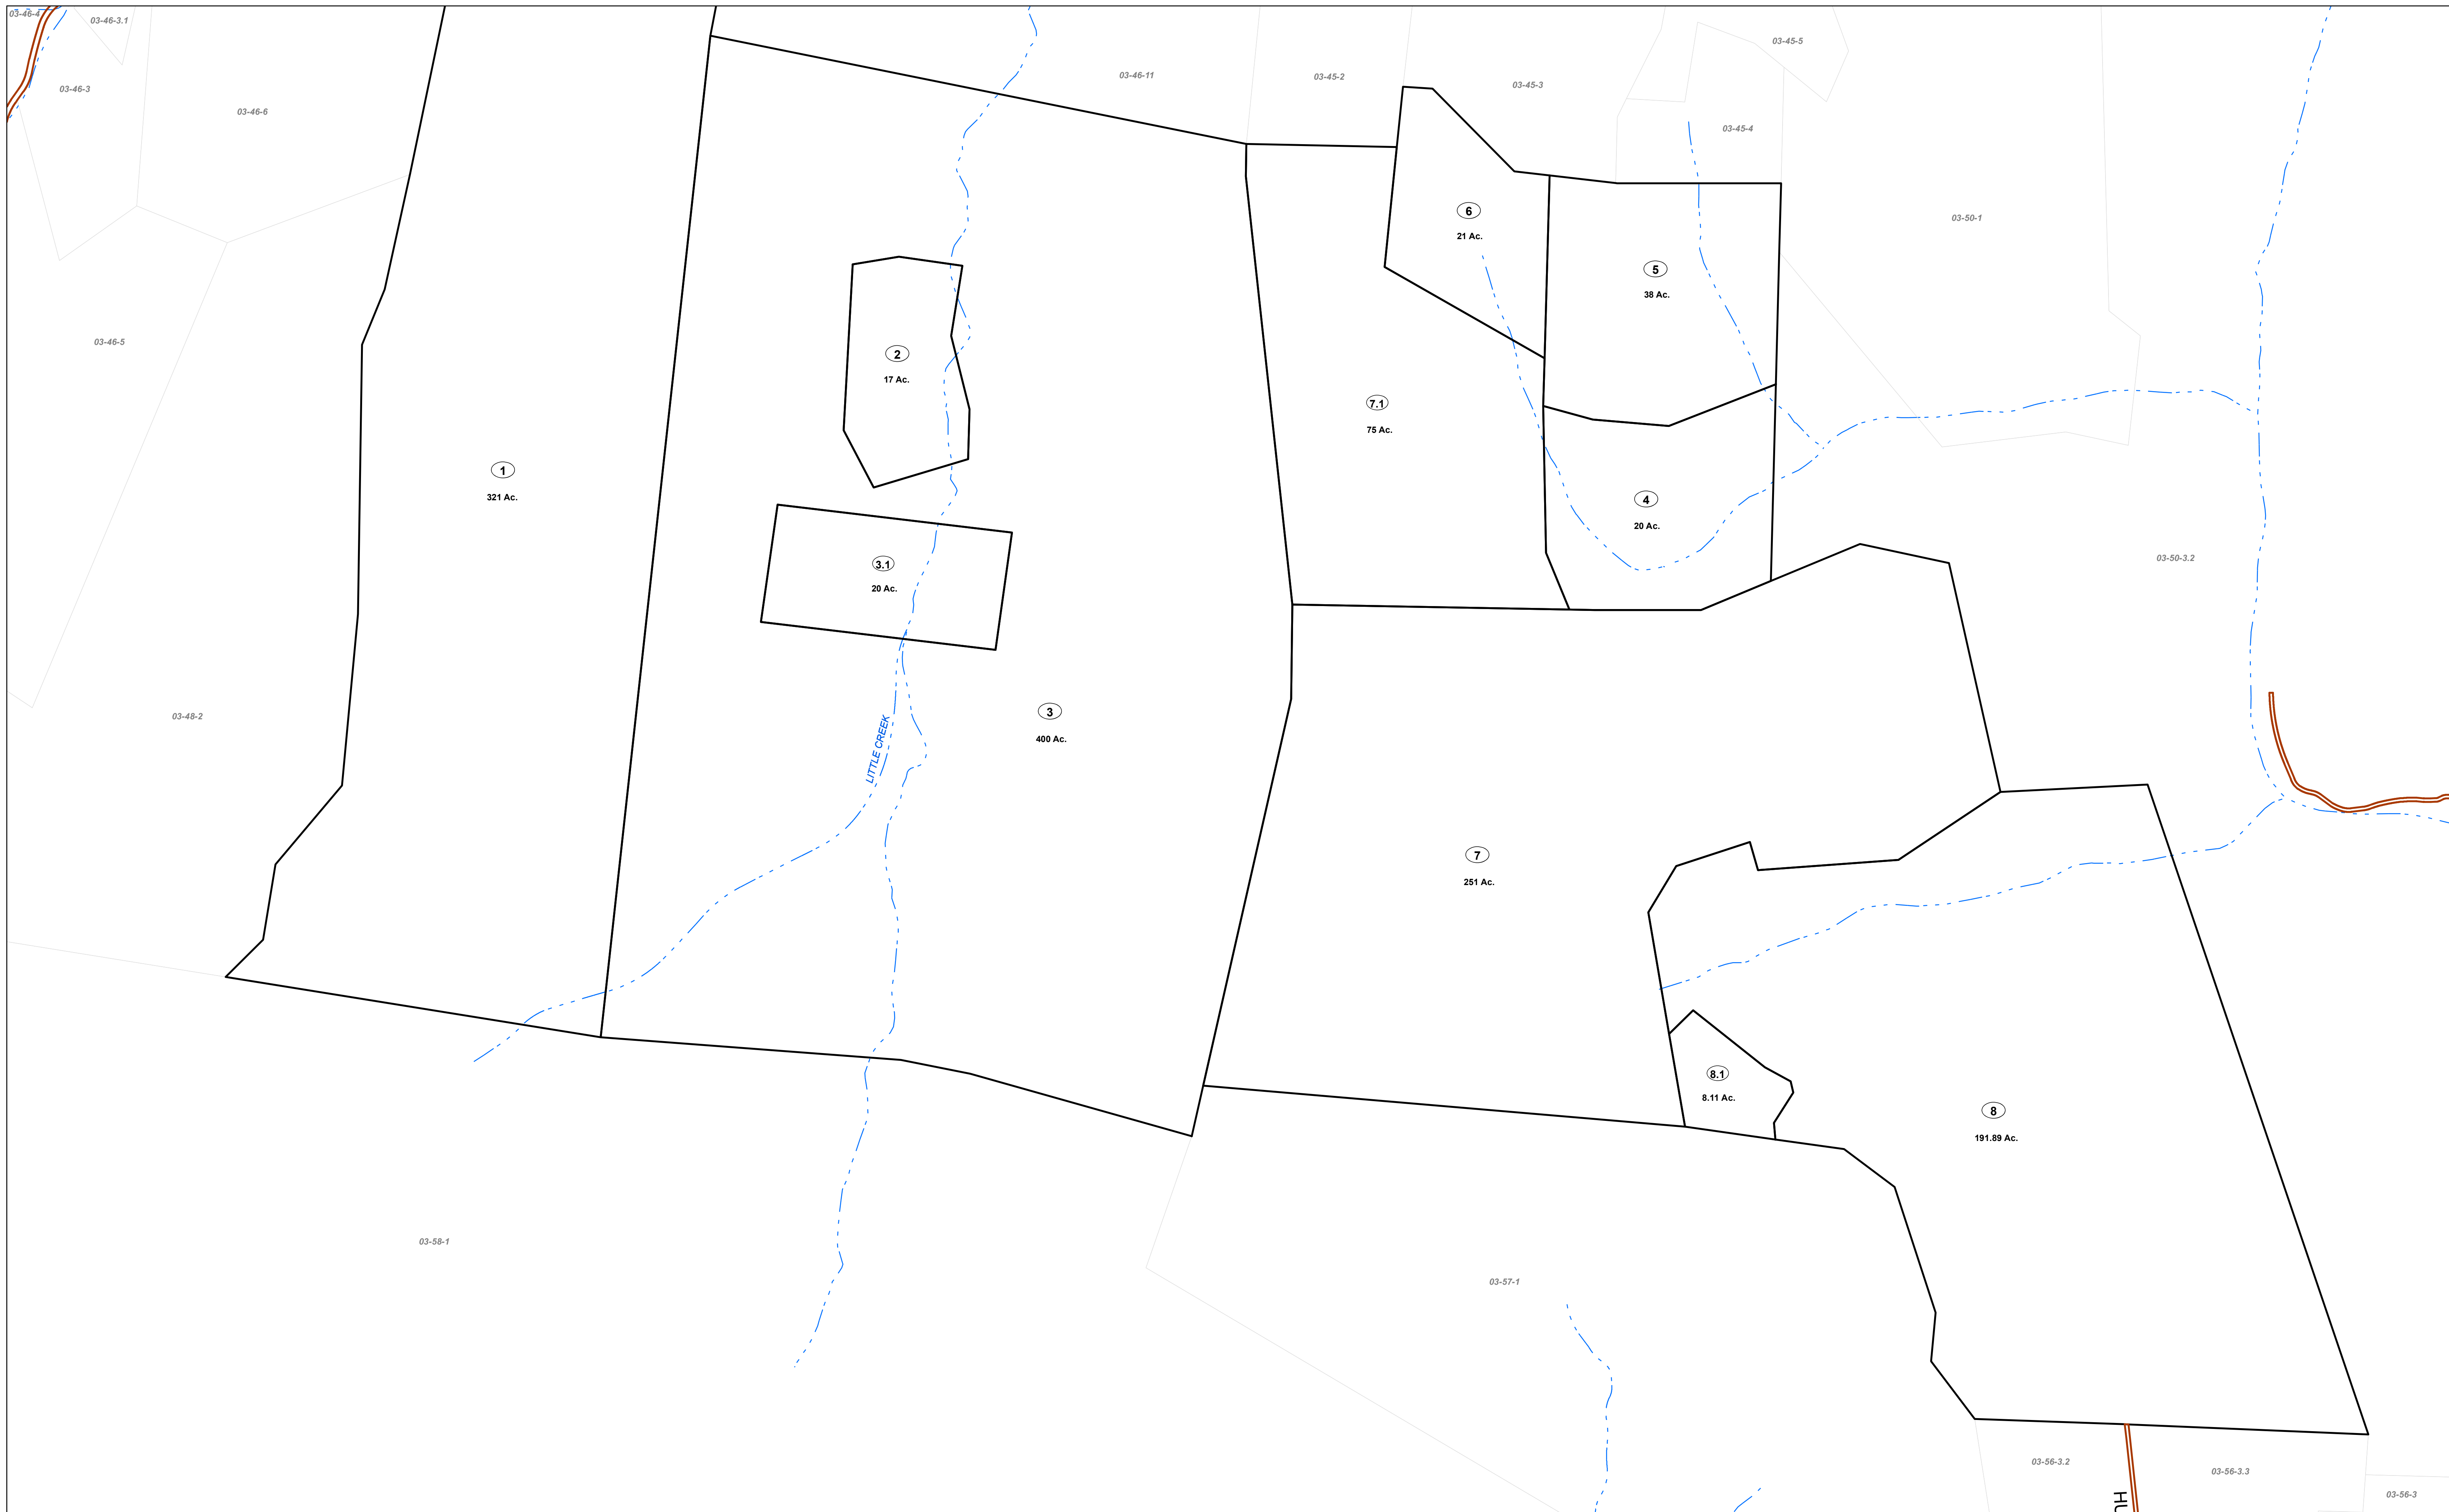 03-46-4
03-46-3.1
03-45-5
03-46-11
03-45-2
03-45-3
03-46-3
03-46-6
03-45-4
6
21 Ac.
03-50-1
5
38 Ac.
03-46-5
2
17 Ac.
7.1
75 Ac.
1
321 Ac.
4
20 Ac.
3.1
20 Ac.
03-50-3.2
03-48-2
3
400 Ac.
LITTLE CREEK
7
251 Ac.
8.1
8.11 Ac.
8
191.89 Ac.
03-58-1
03-57-1
03-56-3.2
03-56-3.3
03-56-3